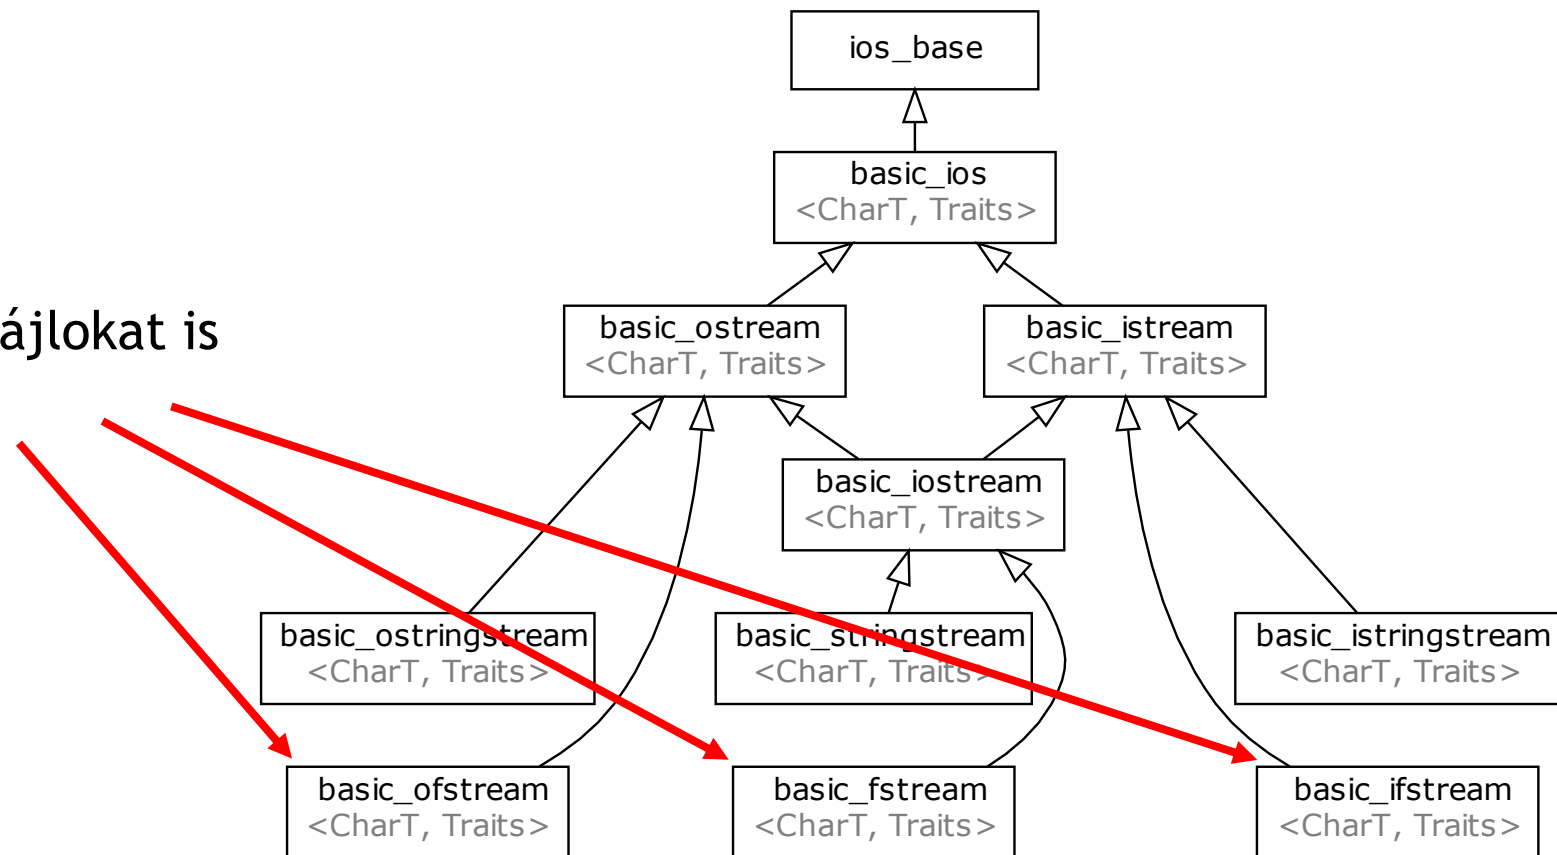 ios_base
basic_ios
<CharT, Traits>
ájlokat is
basic_ostream
<CharT, Traits>
basic_istream
<CharT, Traits>
basic_iostream
<CharT, Traits>
basic_ostringstream
<CharT, Traits>
basic_stringstream
<CharT, Traits>
basic_istringstream
<CharT, Traits>
basic_ofstream
<CharT, Traits>
basic_fstream
<CharT, Traits>
basic_ifstream
<CharT, Traits>